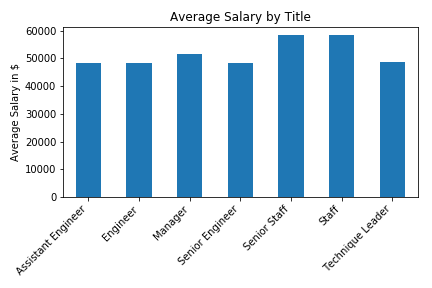 Average Salary by Title
Average Salary in $
60000
50000
40000
30000
20000
10000
0
Assistant Engineer
Engineer
Manager
Senior Engineer
Senior Staff
Staff
Technique Leader